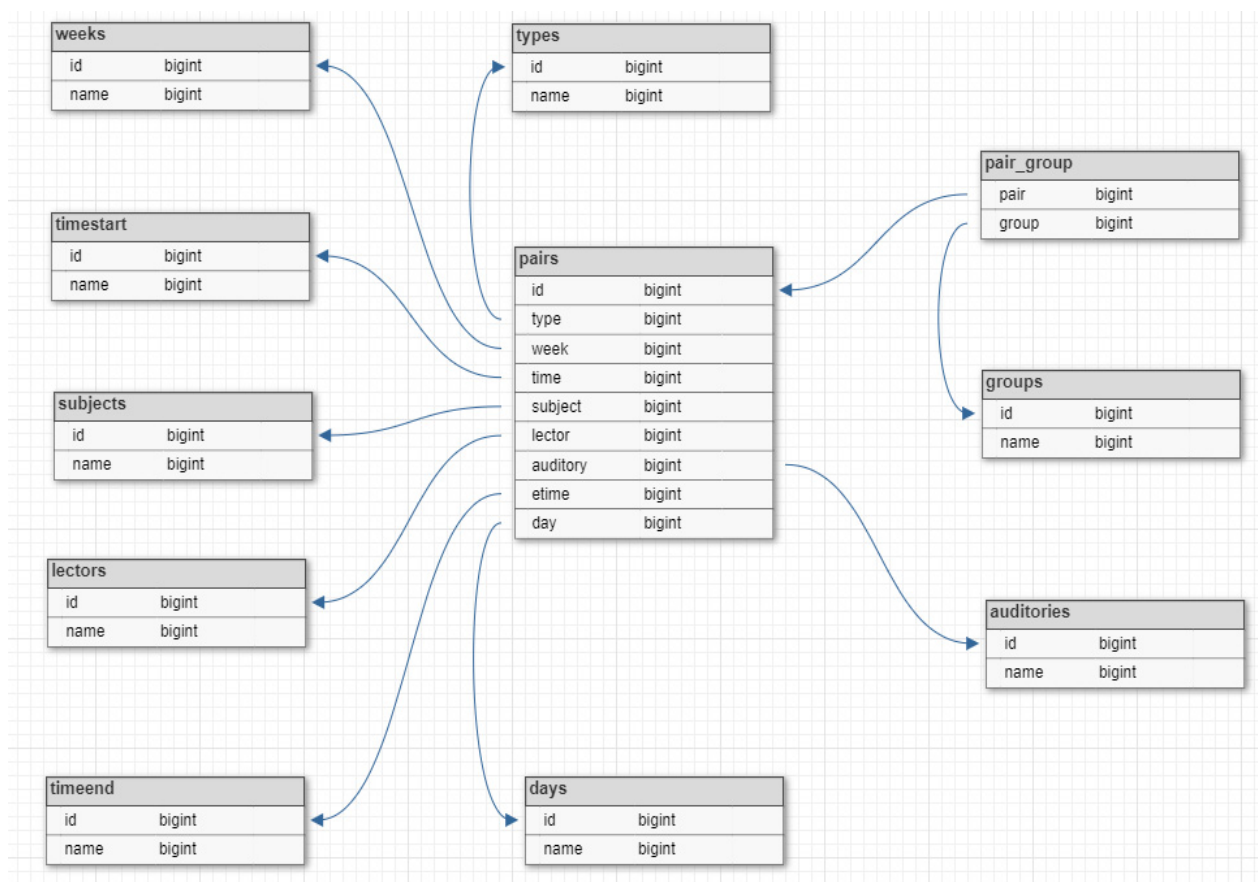 weeks
id bigint
name bigint
types
id bigint
name bigint
pair_group
pair bigint
group bigint
timestart
id bigint
name bigint
pairs
id bigint
type bigint
week bigint
time bigint
subject bigint
lector bigint
auditory bigint
etime bigint
day bigint
subjects
id bigint
name bigint
groups
id bigint
name bigint
lectors
id bigint
name bigint
auditories
id bigint
name bigint
timeend
id bigint
name bigint
days
id bigint
name bigint